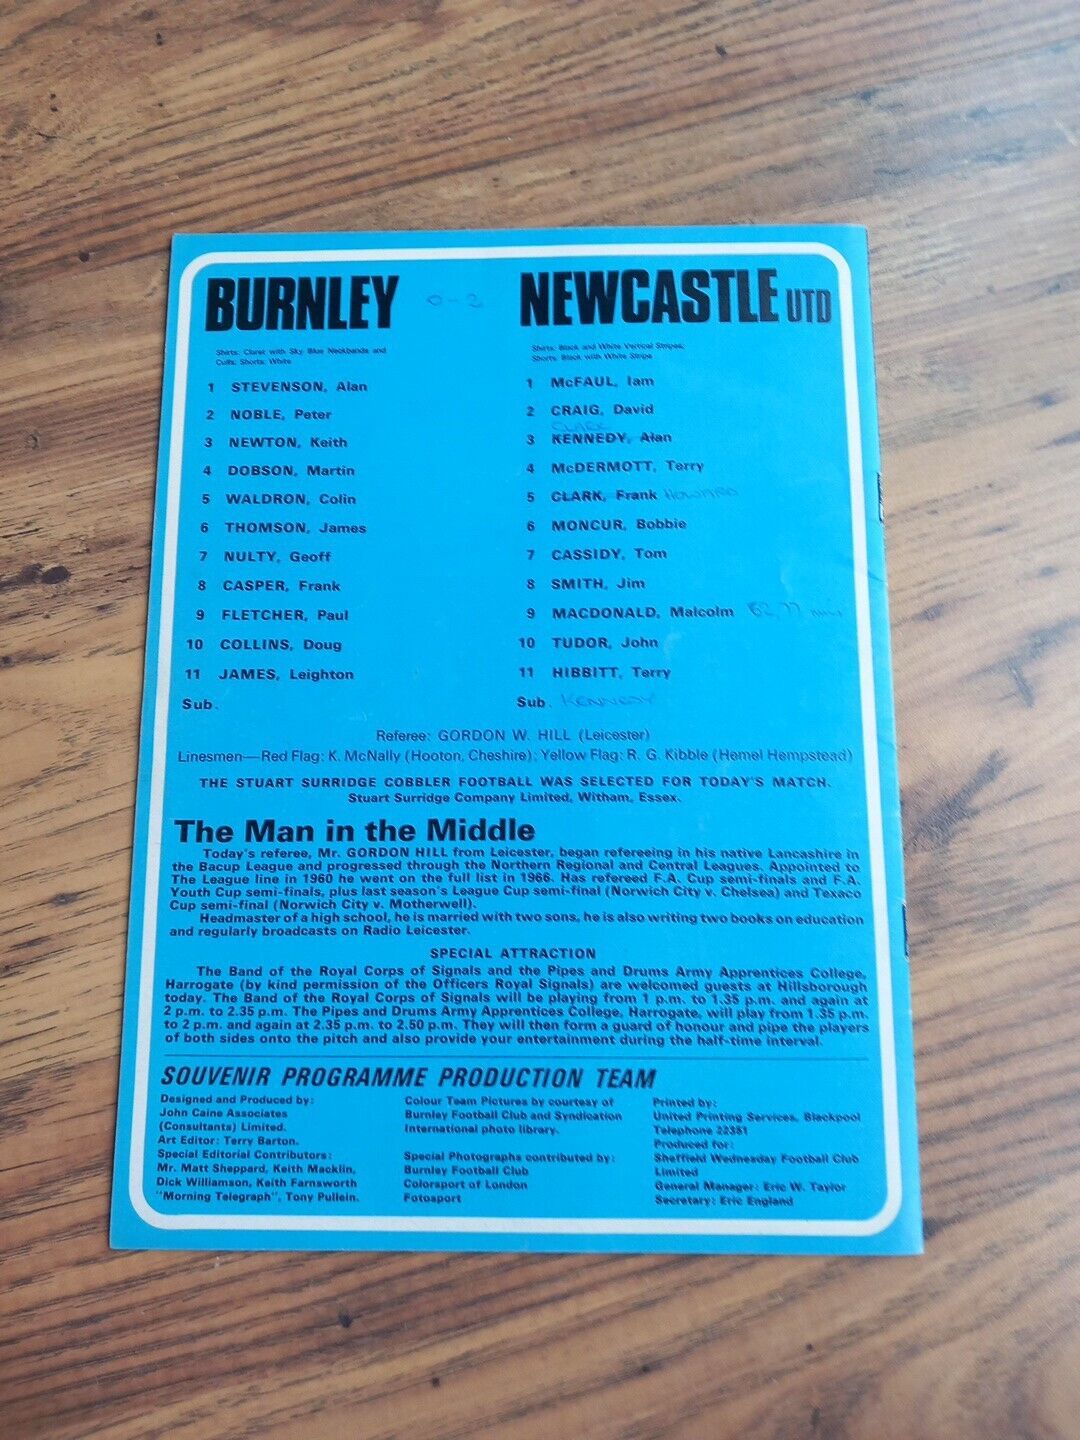 BURNLEY 0-2 NEWCASTLE UTD
Shirts: Claret with Sky Blue Neckbands and
Cuffs: Shorts: White
1 STEVENSON, Alan
2 NOBLE, Peter
3 NEWTON, Keith
4 DOBSON, Martin
5 WALDRON, Colin
6 THOMSON, James
7 NULTY, Geoff
8 CASPER, Frank
9 FLETCHER, Paul
10 COLLINS, Doug
11 JAMES, Leighton
Sub.
Shirts: Black and White Vertical Stripes;
Shorts: Black with White Stripe
1 McFAUL, Iam
2 CRAIG, David
CLARK
3 KENNEDY, Alan
4 McDERMOTT, Terry
5 CLARK, Frank HOWARD
6 MONCUR, Bobbie
7 CASSIDY, Tom
8 SMITH, Jim
9 MACDONALD, Malcolm 62, 77 mins
10 TUDOR, John
11 HIBBITT, Terry
Sub. KENNEDY
Referee: GORDON W. HILL (Leicester)
Linesmen—Red Flag: K. McNally (Hooton, Cheshire); Yellow Flag: R. G. Kibble (Hemel Hempstead)
THE STUART SURRIDGE COBBLER FOOTBALL WAS SELECTED FOR TODAY'S MATCH.
Stuart Surridge Company Limited, Witham, Essex.
The Man in the Middle
Today's referee, Mr. GORDON HILL from Leicester, began refereeing in his native Lancashire in
the Bacup League and progressed through the Northern Regional and Central Leagues. Appointed to
The League line in 1960 he went on the full list in 1966. Has refereed F.A. Cup semi-finals and F.A.
Youth Cup semi-finals, plus last season's League Cup semi-final (Norwich City v. Chelsea) and Texaco
Cup semi-final (Norwich City v. Motherwell).
Headmaster of a high school, he is married with two sons, he is also writing two books on education
and regularly broadcasts on Radio Leicester.
SPECIAL ATTRACTION
The Band of the Royal Corps of Signals and the Pipes and Drums Army Apprentices College,
Harrogate (by kind permission of the Officers Royal Signals) are welcomed guests at Hillsborough
today. The Band of the Royal Corps of Signals will be playing from 1 p.m. to 1.35 p.m. and again at
2 p.m. to 2.35 p.m. The Pipes and Drums Army Apprentices College, Harrogate, will play from 1.35 p.m.
to 2 p.m. and again at 2.35 p.m. to 2.50 p.m. They will then form a guard of honour and pipe the players
of both sides onto the pitch and also provide your entertainment during the half-time interval.
SOUVENIR PROGRAMME PRODUCTION TEAM
Designed and Produced by:
John Caine Associates
(Consultants) Limited.
Art Editor: Terry Barton.
Special Editorial Contributors:
Mr. Matt Sheppard, Keith Macklin,
Dick Williamson, Keith Farnsworth
"Morning Telegraph", Tony Pullein.
Colour Team Pictures by courtesy of
Burnley Football Club and Syndication
International photo library.
Special Photographs contributed by:
Burnley Football Club
Colorsport of London
Fotosport
Printed by:
United Printing Services, Blackpool
Telephone 22351
Produced for:
Sheffield Wednesday Football Club
Limited
General Manager: Eric W. Taylor
Secretary: Eric England